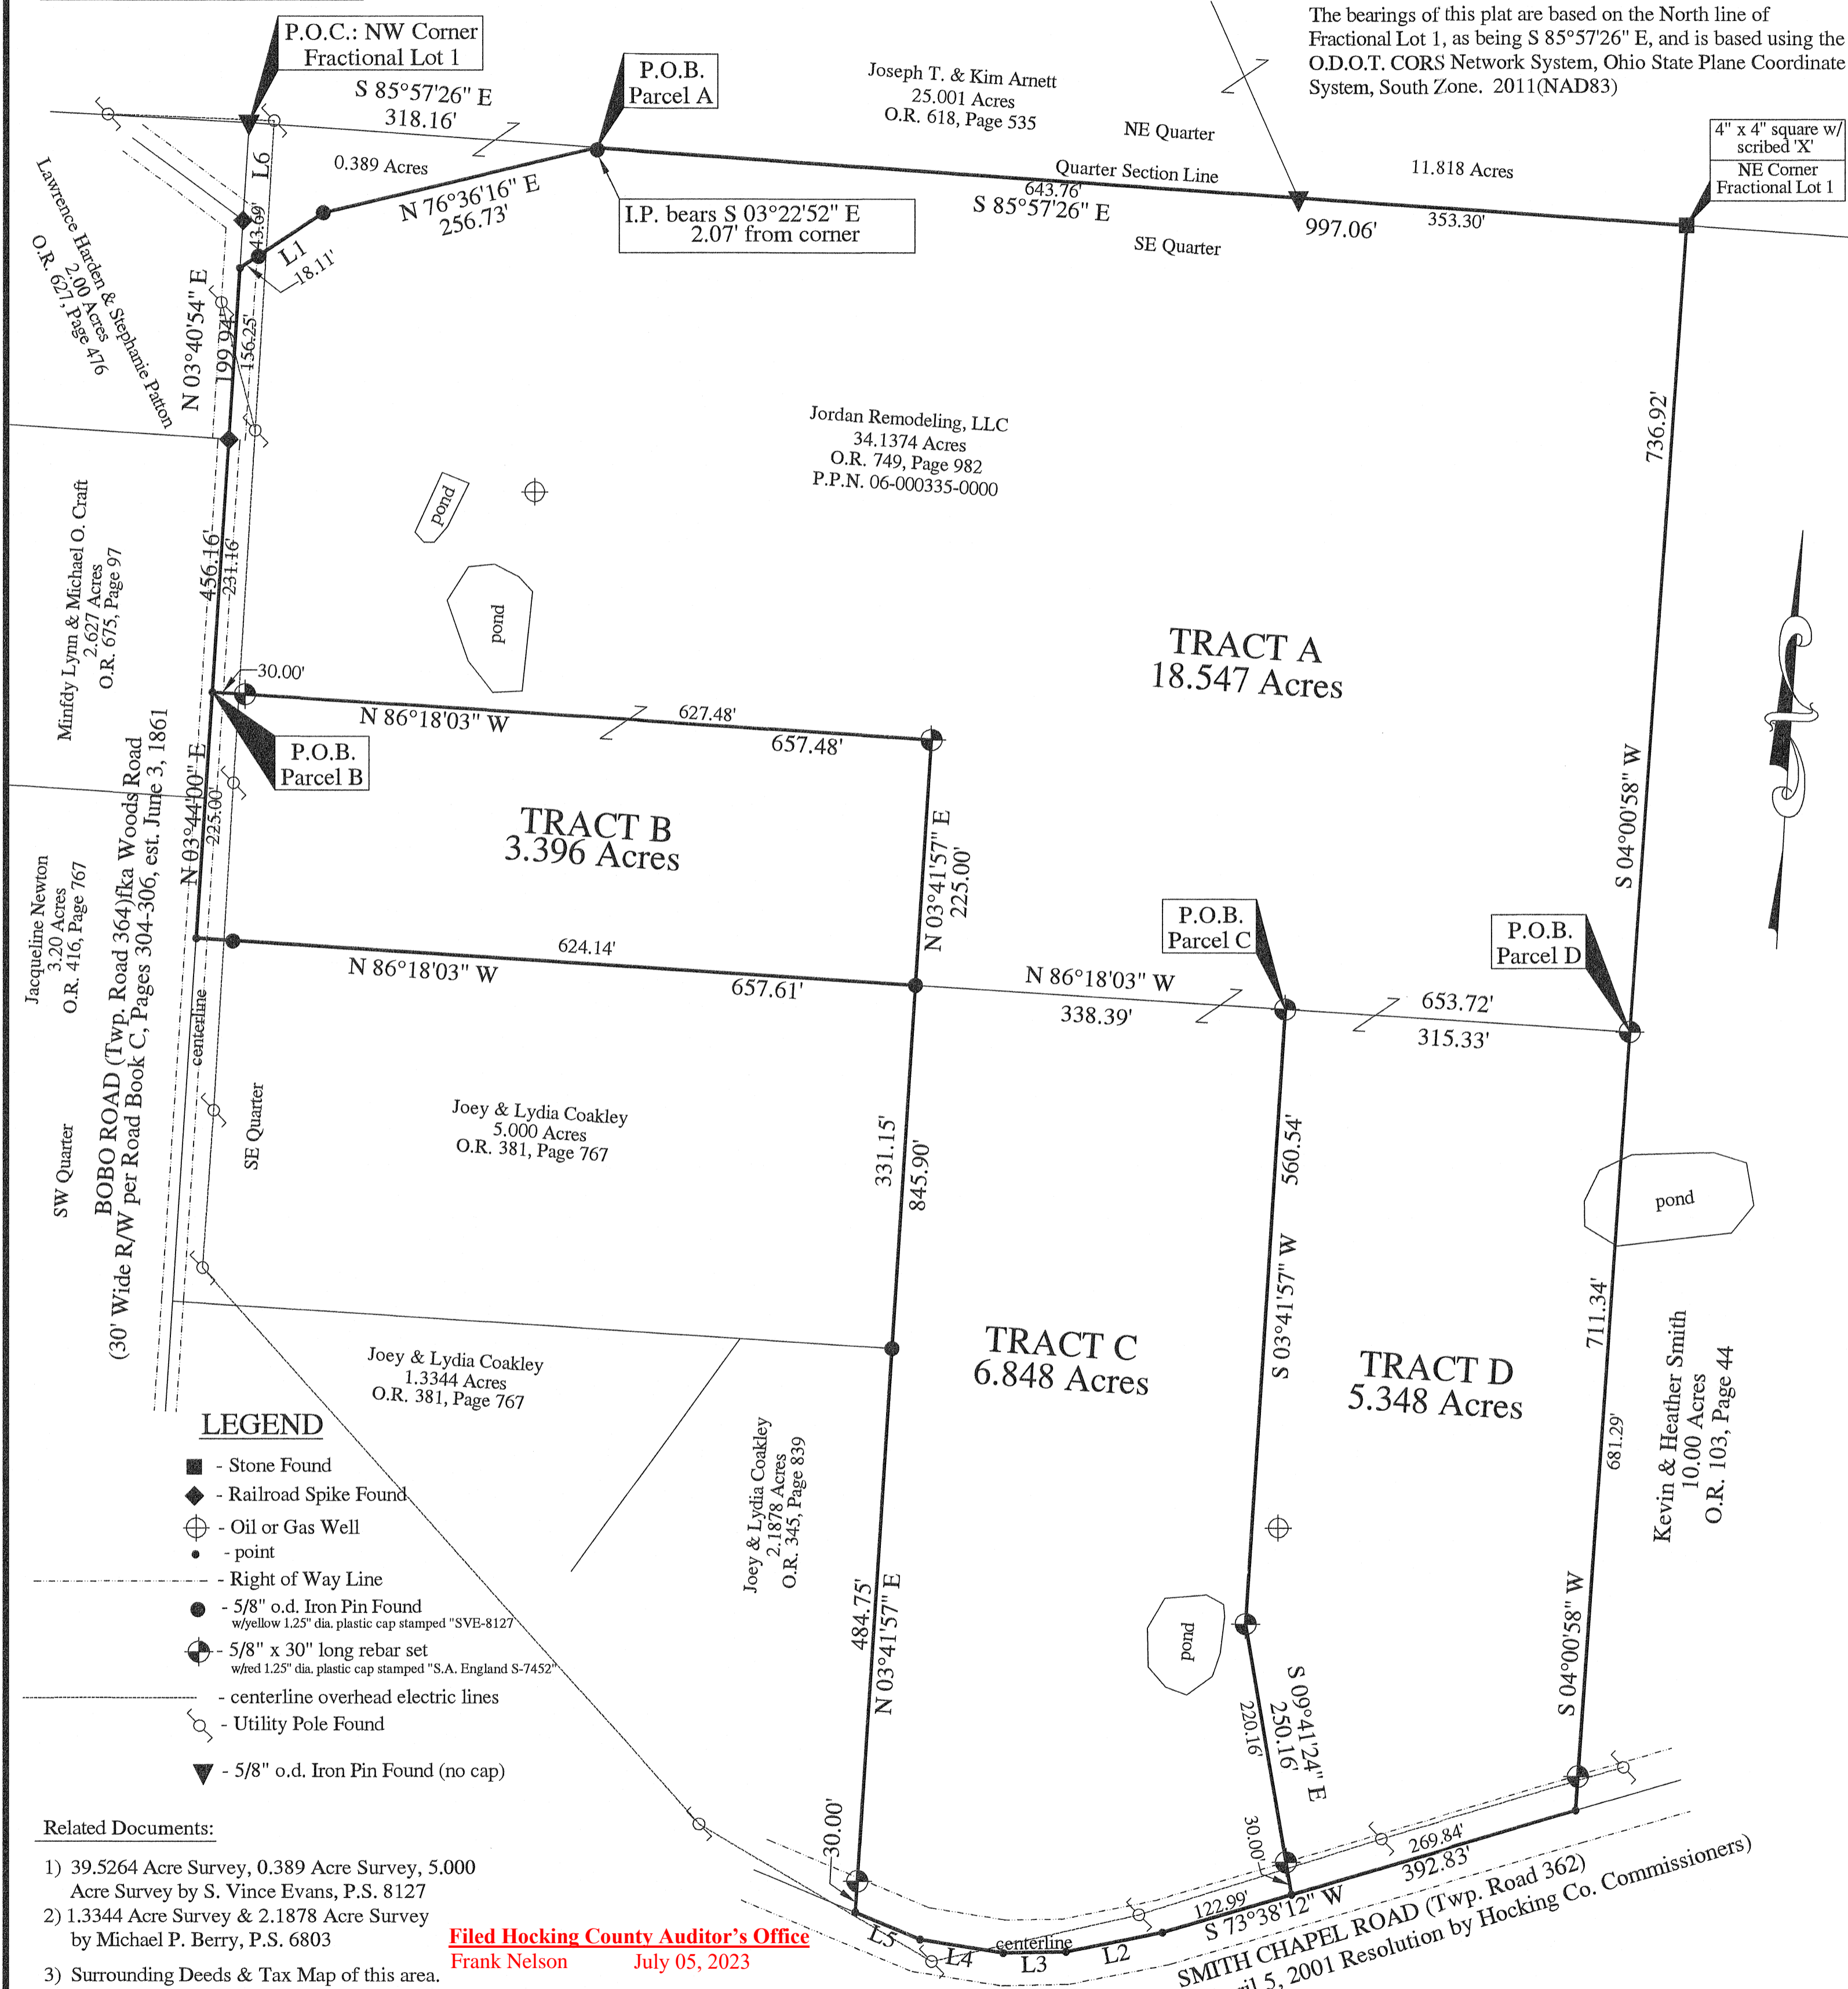 The bearings of this plat are based on the North line of
Fractional Lot 1, as being S 85°57'26" E, and is based using the
O.D.O.T. CORS Network System, Ohio State Plane Coordinate
System, South Zone. 2011(NAD83)
P.O.C.: NW Corner
Fractional Lot 1
S 85°57'26" E
318.16'
P.O.B.
Parcel A
Joseph T. & Kim Arnett
25.001 Acres
O.R. 618, Page 535
NE Quarter
4" x 4" square w/
scribed 'X'
NE Corner
Fractional Lot 1
L6
0.389 Acres
Quarter Section Line
11.818 Acres
N 76°36'16" E
256.73'
I.P. bears S 03°22'52" E
2.07' from corner
643.76'
S 85°57'26" E
997.06'
353.30'
SE Quarter
43.69'
L1
18.11'
Lawrence Harden & Stephanie Patton
2.00 Acres
O.R. 627, Page 476
N 03°40'54" E
199.94'
156.25'
Jordan Remodeling, LLC
34.1374 Acres
O.R. 749, Page 982
P.P.N. 06-000335-0000
736.92'
S 04°00'58" W
pond
pond
Minfdy Lynn & Michael O. Craft
2.627 Acres
O.R. 675, Page 97
456.16'
231.16'
TRACT A
18.547 Acres
30.00'
N 86°18'03" W
627.48'
657.48'
P.O.B.
Parcel B
N 03°44'00" E
225.00'
TRACT B
3.396 Acres
N 03°41'57" E
225.00'
Jacqueline Newton
3.20 Acres
O.R. 416, Page 767
BOBO ROAD (Twp. Road 364)fka Woods Road
(30' Wide R/W per Road Book C, Pages 304-306, est. June 3, 1861
624.14'
N 86°18'03" W
657.61'
P.O.B.
Parcel C
P.O.B.
Parcel D
N 86°18'03" W
338.39'
653.72'
315.33'
centerline
SW Quarter
SE Quarter
Joey & Lydia Coakley
5.000 Acres
O.R. 381, Page 767
331.15'
845.90'
560.54'
S 03°41'57" W
pond
711.34'
681.29'
S 04°00'58" W
Kevin & Heather Smith
10.00 Acres
O.R. 103, Page 44
TRACT C
6.848 Acres
TRACT D
5.348 Acres
Joey & Lydia Coakley
1.3344 Acres
O.R. 381, Page 767
Joey & Lydia Coakley
2.1878 Acres
O.R. 345, Page 839
484.75'
N 03°41'57" E
pond
S 09°41'24" E
250.16'
220.16'
30.00'
30.00'
LEGEND
- Stone Found
- Railroad Spike Found
- Oil or Gas Well
- point
- Right of Way Line
- 5/8" o.d. Iron Pin Found
w/yellow 1.25" dia. plastic cap stamped "SVE-8127
- 5/8" x 30" long rebar set
w/red 1.25" dia. plastic cap stamped "S.A. England S-7452"
- centerline overhead electric lines
- Utility Pole Found
- 5/8" o.d. Iron Pin Found (no cap)
L5
L4
centerline
L3
L2
122.99'
S 73°38'12" W
269.84'
392.83'
SMITH CHAPEL ROAD (Twp. Road 362)
5, 2001 Resolution by Hocking Co. Commissioners)
Related Documents:
1) 39.5264 Acre Survey, 0.389 Acre Survey, 5.000
Acre Survey by S. Vince Evans, P.S. 8127
2) 1.3344 Acre Survey & 2.1878 Acre Survey
by Michael P. Berry, P.S. 6803
3) Surrounding Deeds & Tax Map of this area.
Filed Hocking County Auditor's Office
Frank Nelson July 05, 2023